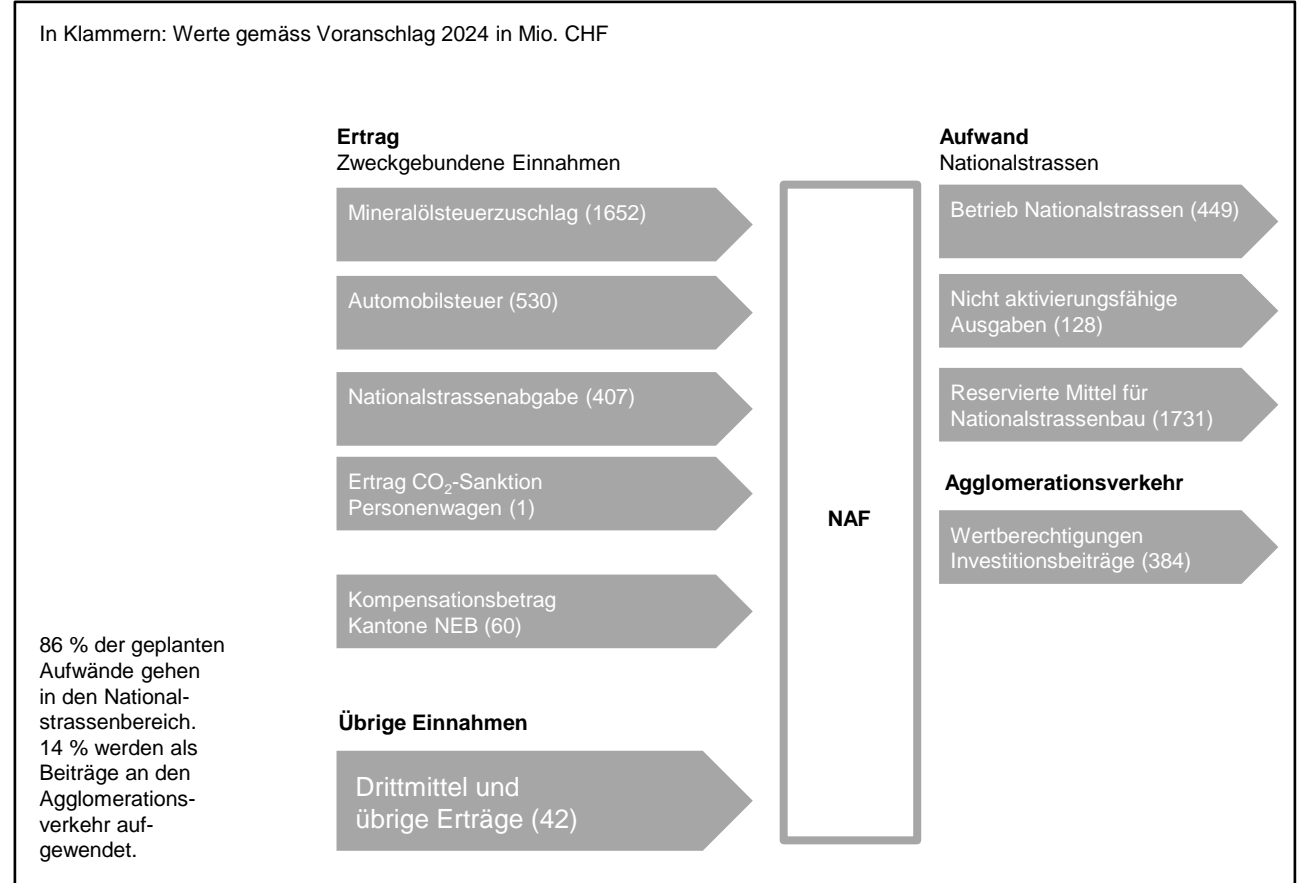 In Klammern: Werte gemäss Voranschlag 2024 in Mio. CHF
Ertrag
Zweckgebundene Einnahmen
Mineralölsteuerzuschlag (1652)
Automobilsteuer (530)
Nationalstrassenabgabe (407)
Ertrag CO₂-Sanktion
Personenwagen (1)
Kompensationsbetrag
Kantone NEB (60)
Übrige Einnahmen
Drittmittel und
übrige Erträge (42)
NAF
Aufwand
Nationalstrassen
Betrieb Nationalstrassen (449)
Nicht aktivierungsfähige
Ausgaben (128)
Reservierte Mittel für
Nationalstrassenbau (1731)
Agglomerationsverkehr
Wertberechtigungen
Investitionsbeiträge (384)
86 % der geplanten
Aufwände gehen
in den National-
strassenbereich.
14 % werden als
Beiträge an den
Agglomerations-
verkehr auf-
gewendet.